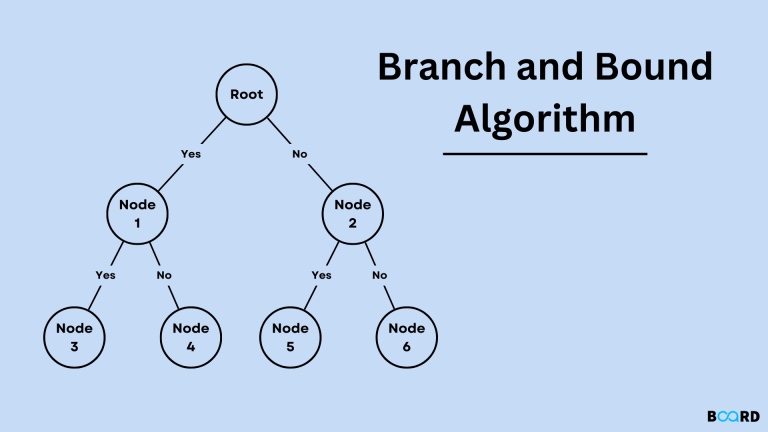 Branch and Bound
Algorithm
Root
Yes
No
Node
1
Node
2
Yes
No
Yes
No
Node
3
Node
4
Node
5
Node
6
BOARD